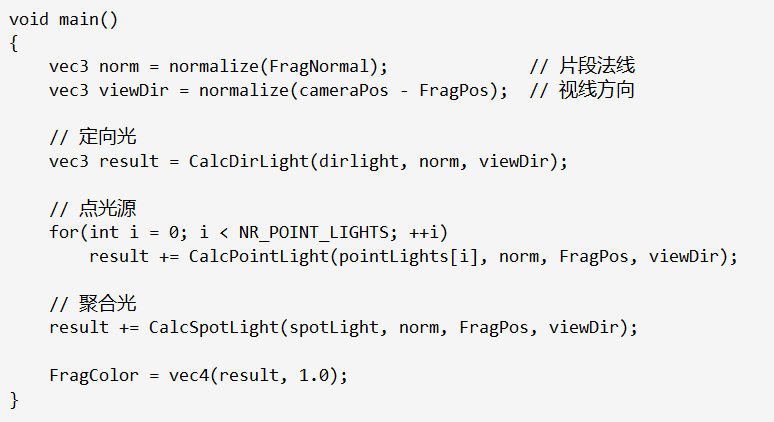 void main()
{
    vec3 norm = normalize(FragNormal);              // 片段法线
    vec3 viewDir = normalize(cameraPos - FragPos);  // 视线方向

    // 定向光
    vec3 result = CalcDirLight(dirlight, norm, viewDir);

    // 点光源
    for(int i = 0; i < NR_POINT_LIGHTS; ++i)
        result += CalcPointLight(pointLights[i], norm, FragPos, viewDir);

    // 聚合光
    result += CalcSpotLight(spotLight, norm, FragPos, viewDir);

    FragColor = vec4(result, 1.0);
}